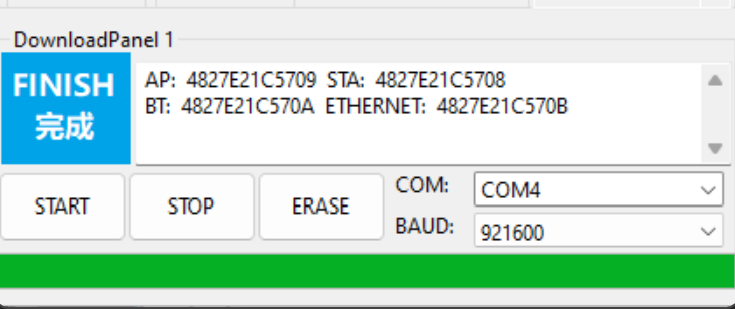 DownloadPanel 1
FINISH
完成
AP: 4827E21C5709 STA: 4827E21C5708
BT: 4827E21C570A ETHERNET: 4827E21C570B
START
STOP
ERASE
COM:
COM4
BAUD:
921600